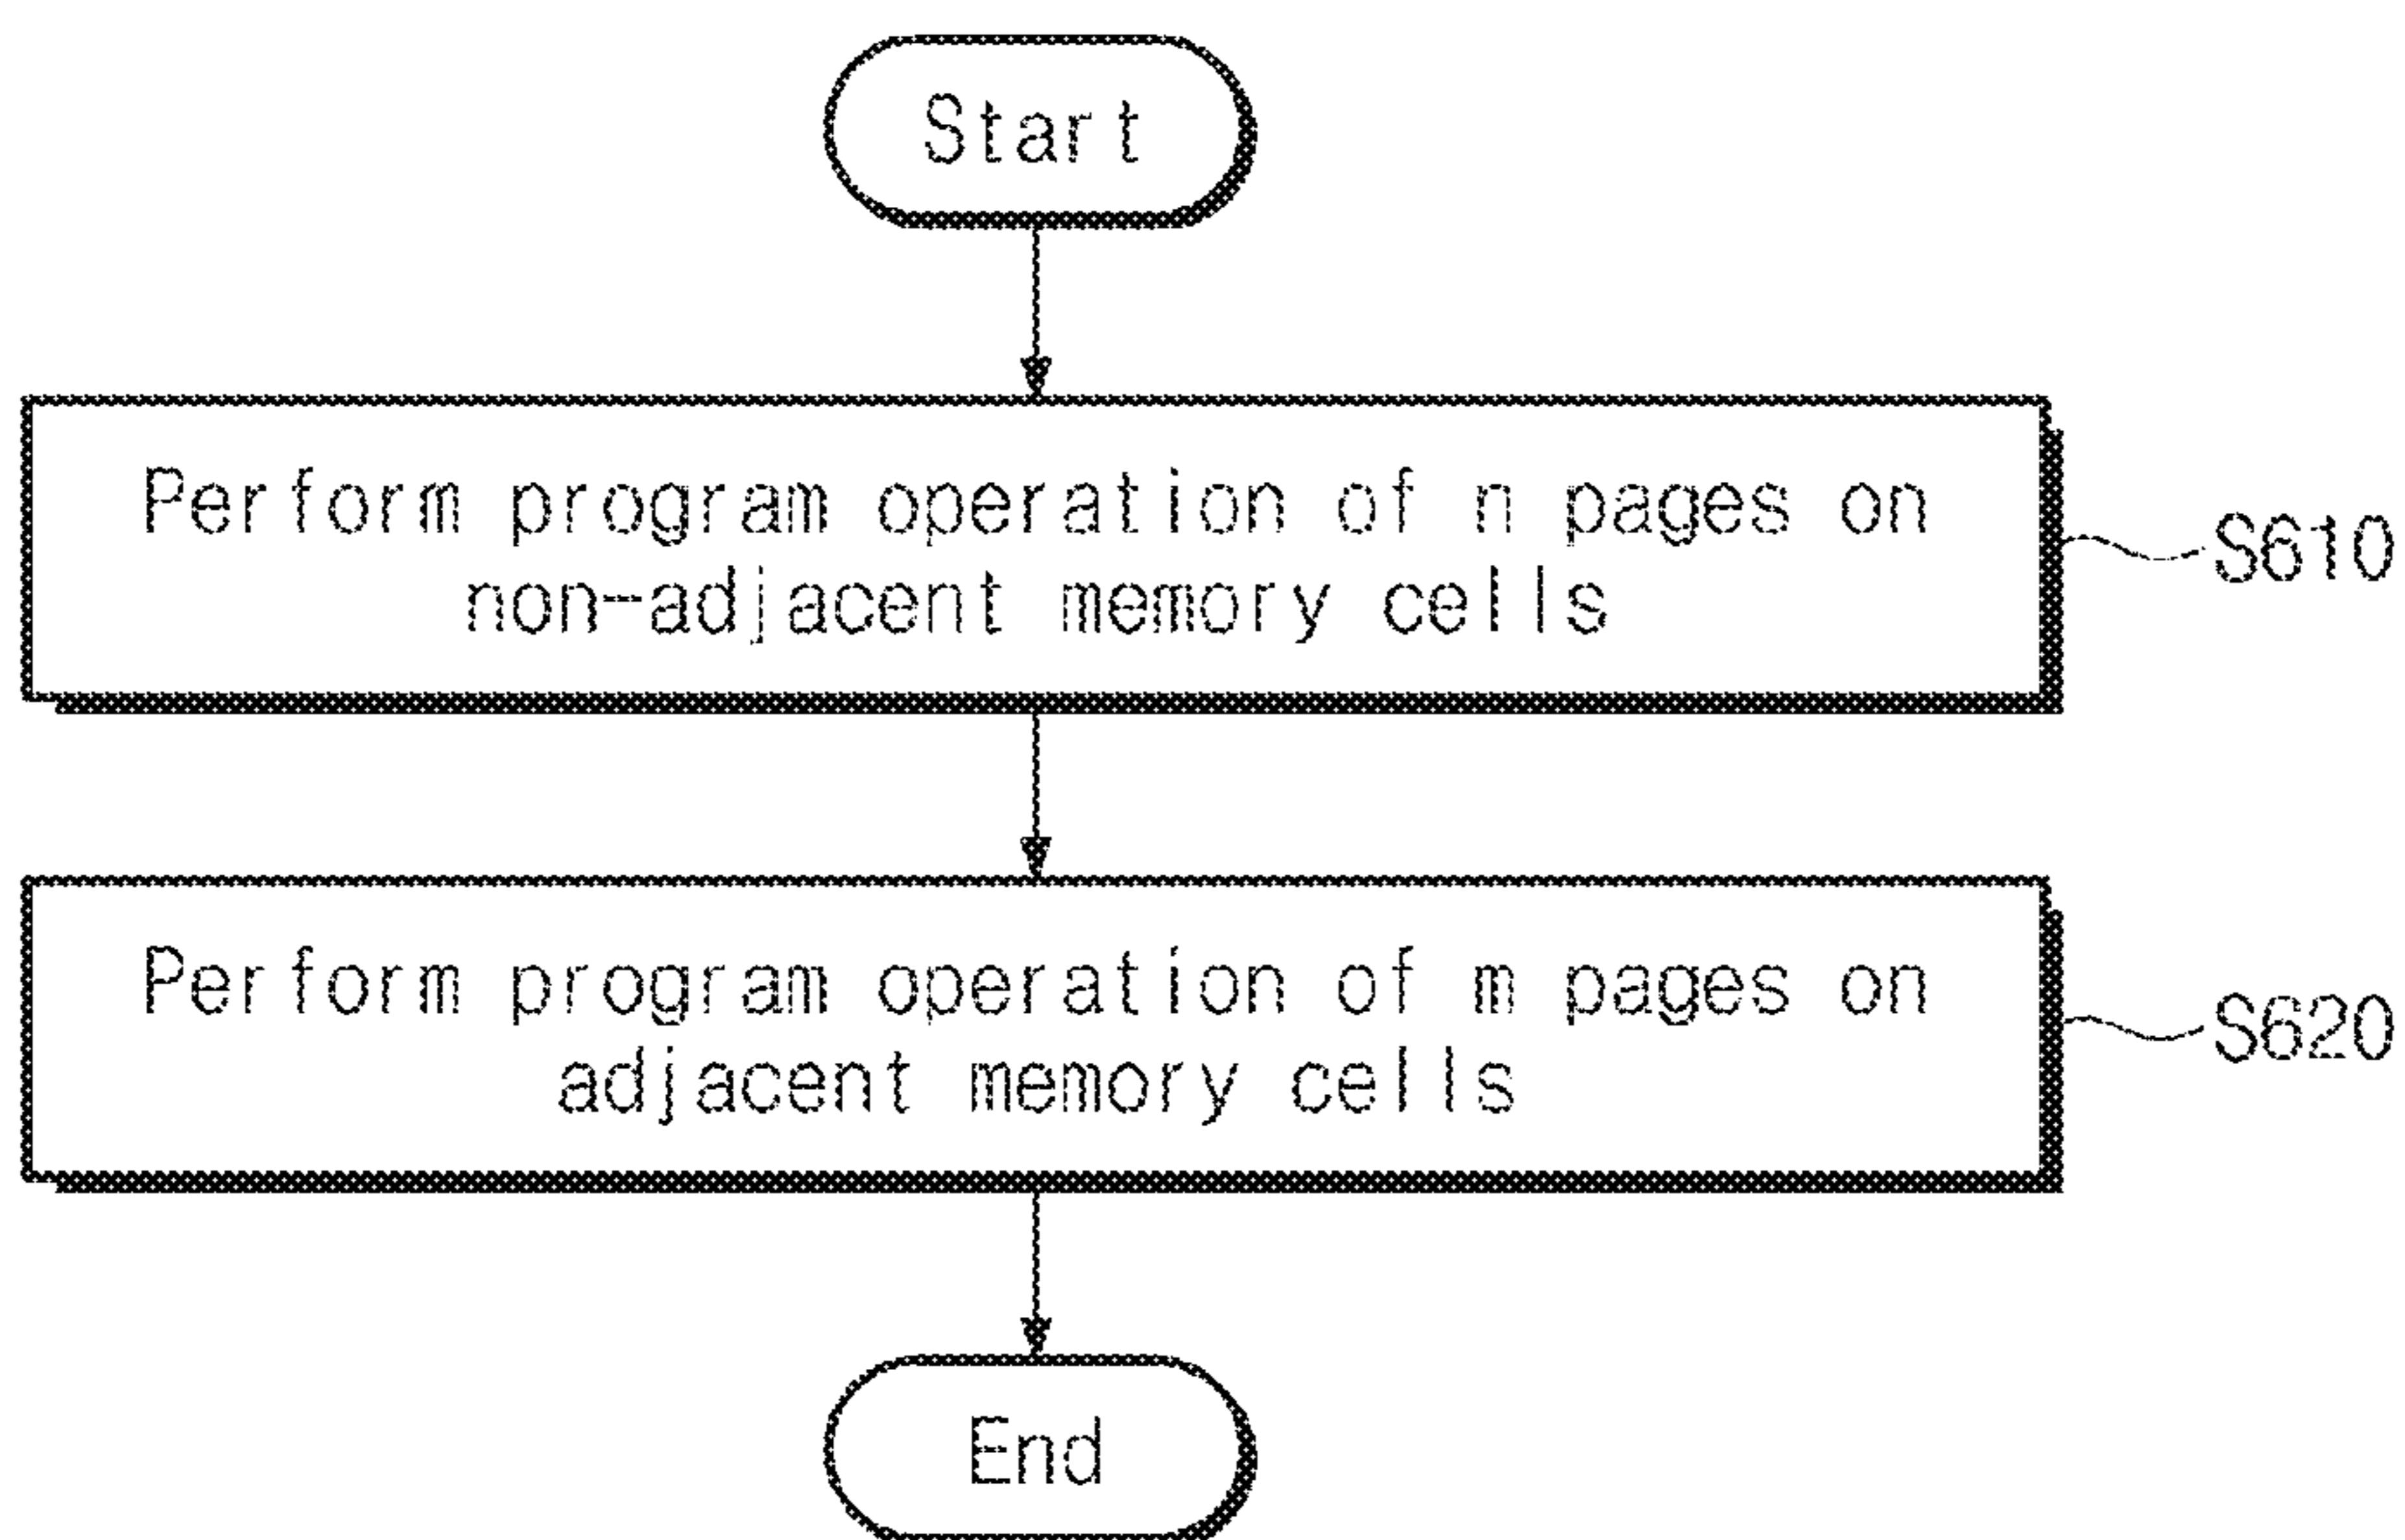 Start
Perform program operation of n pages on
non-adjacent memory cells
S610
Perform program operation of m pages on
adjacent memory cells
S620
End